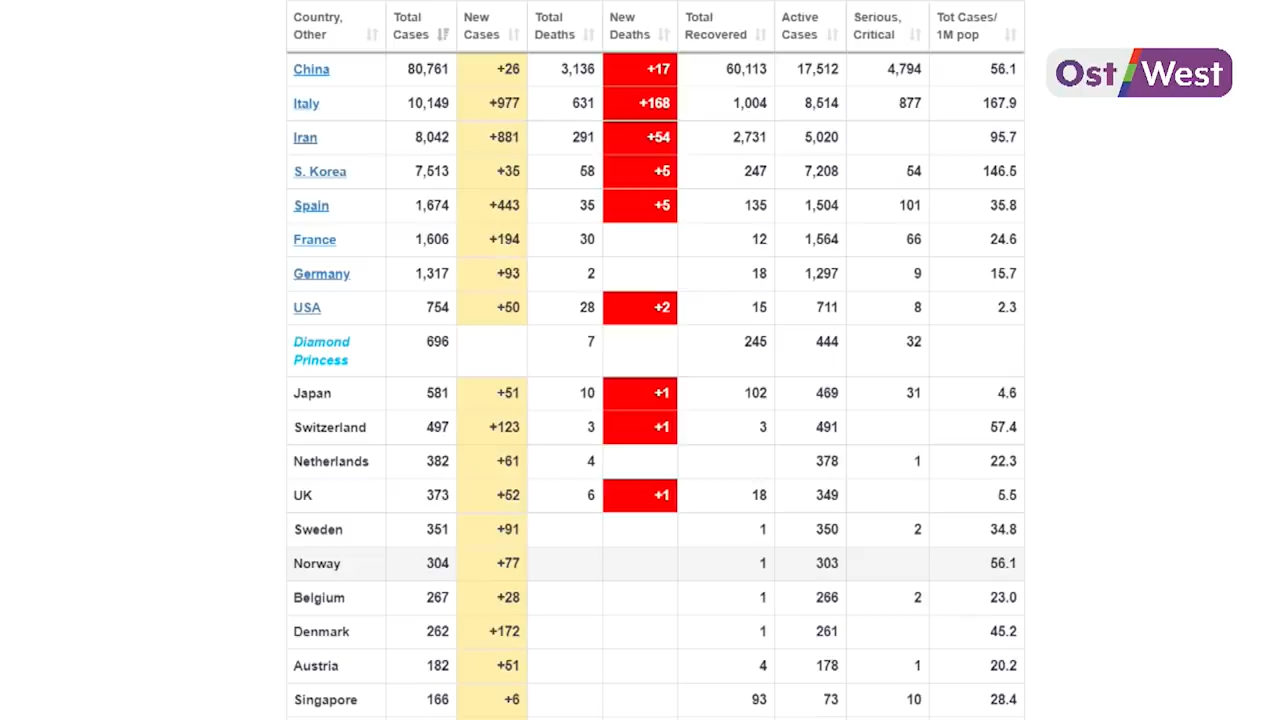 Country, Other Total Cases New Cases Total Deaths New Deaths Total Recovered Active Cases Serious, Critical Tot Cases/ 1M pop
China 80,761 +26 3,136 +17 60,113 17,512 4,794 56.1
Italy 10,149 +977 631 +168 1,004 8,514 877 167.9
Iran 8,042 +881 291 +54 2,731 5,020 95.7
S. Korea 7,513 +35 58 +5 247 7,208 54 146.5
Spain 1,674 +443 35 +5 135 1,504 101 35.8
France 1,606 +194 30 12 1,564 66 24.6
Germany 1,317 +93 2 18 1,297 9 15.7
USA 754 +50 28 +2 15 711 8 2.3
Diamond Princess 696 7 245 444 32
Japan 581 +51 10 +1 102 469 31 4.6
Switzerland 497 +123 3 +1 3 491 57.4
Netherlands 382 +61 4 378 1 22.3
UK 373 +52 6 +1 18 349 5.5
Sweden 351 +91 1 350 2 34.8
Norway 304 +77 1 303 56.1
Belgium 267 +28 1 266 2 23.0
Denmark 262 +172 1 261 45.2
Austria 182 +51 4 178 1 20.2
Singapore 166 +6 93 73 10 28.4
Ost West